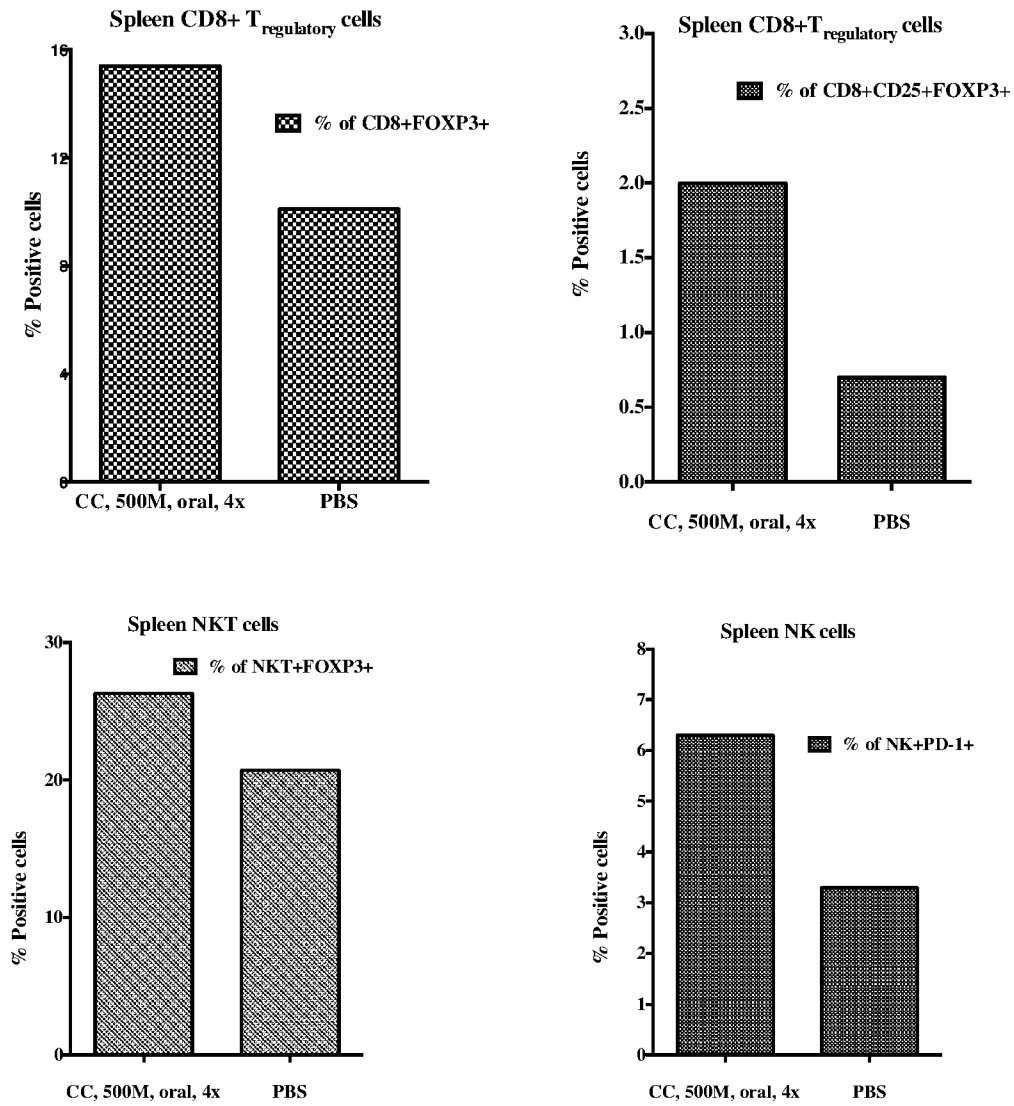 Spleen CD8+ Tregulatory cells
% of CD8+FOXP3+
% Positive cells
16
12
8
4
0
CC, 500M, oral, 4x PBS
Spleen CD8+Tregulatory cells
% of CD8+CD25+FOXP3+
% Positive cells
3.0
2.5
2.0
1.5
1.0
0.5
0.0
CC, 500M, oral, 4x PBS
Spleen NKT cells
% of NKT+FOXP3+
% Positive cells
30
20
10
0
CC, 500M, oral, 4x PBS
Spleen NK cells
% of NK+PD-1+
% Positive cells
8
7
6
5
4
3
2
1
0
CC, 500M, oral, 4x PBS